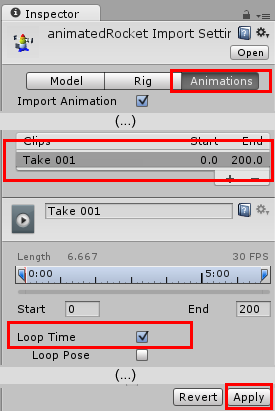 Inspector
animatedRocket Import Settir
Open
Model Rig Animations
Import Animation
(...)
Clips Start End
Take 001 0.0 200.0
+ −
Take 001
Length 6.667 30 FPS
0:00 5:00
Start 0 End 200
Loop Time
Loop Pose
(...)
Revert Apply